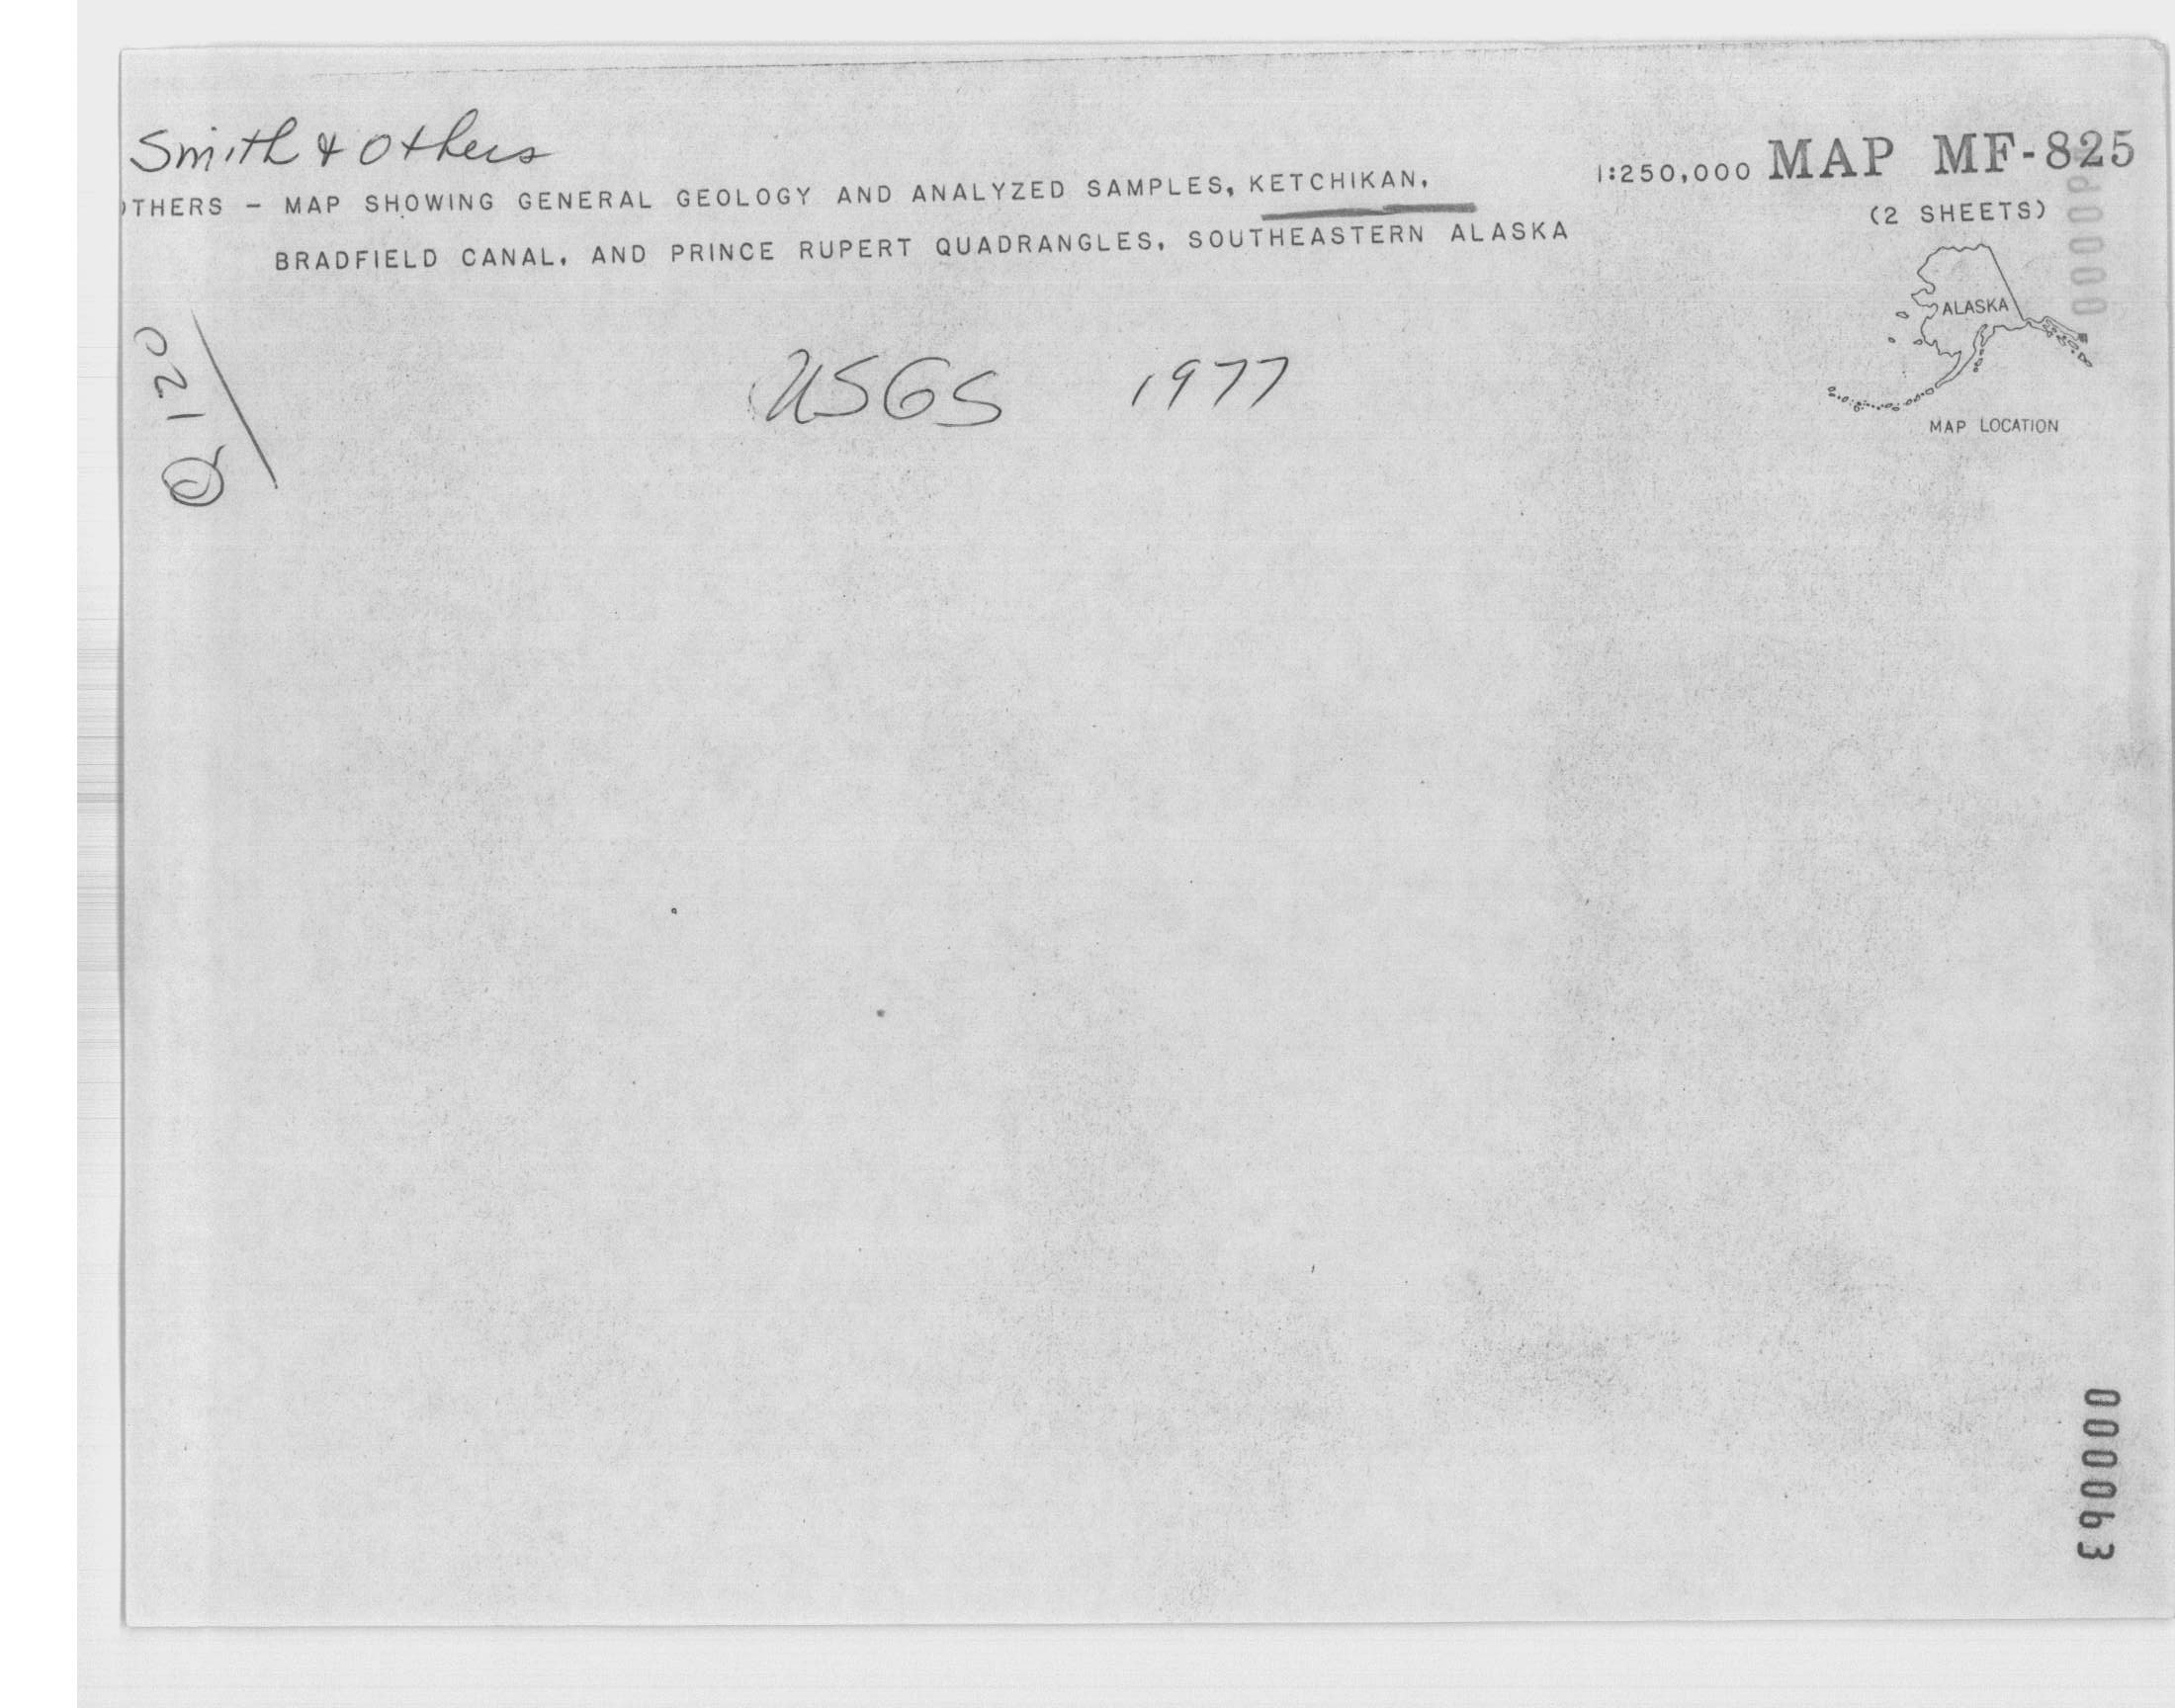 Smith & Others
1:250,000 MAP MF-825
OTHERS – MAP SHOWING GENERAL GEOLOGY AND ANALYZED SAMPLES, KETCHIKAN,
(2 SHEETS)
BRADFIELD CANAL, AND PRINCE RUPERT QUADRANGLES, SOUTHEASTERN ALASKA
ALASKA
MAP LOCATION
USGS 1977
Q120
000063